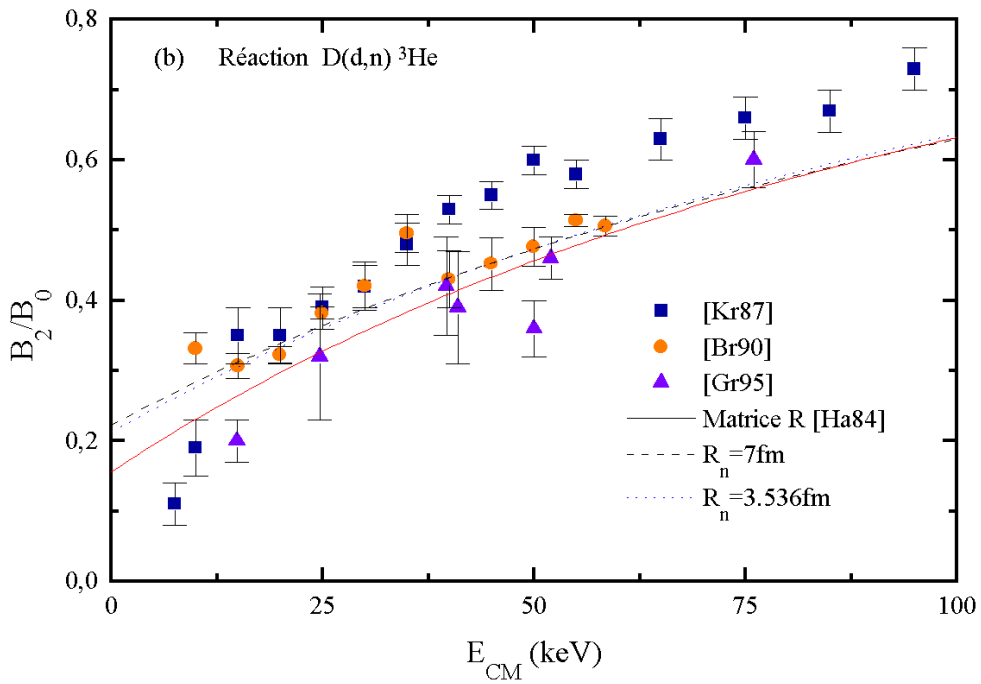 (b) Réaction D(d,n) ³He
B₂/B₀
0,8
0,6
0,4
0,2
0,0
[Kr87]
[Br90]
[Gr95]
Matrice R [Ha84]
Rₙ=7fm
Rₙ=3.536fm
0 25 50 75 100
E_CM (keV)